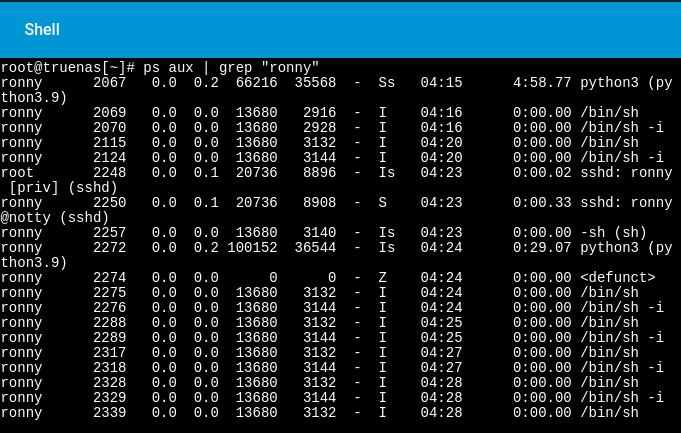 Shell
root@truenas[~]# ps aux | grep "ronny"
ronny      2067   0.0  0.2  66216  35568  -  Ss   04:15      4:58.77 python3 (py
thon3.9)
ronny      2069   0.0  0.0  13680   2916  -  I    04:16      0:00.00 /bin/sh
ronny      2070   0.0  0.0  13680   2928  -  I    04:16      0:00.00 /bin/sh -i
ronny      2115   0.0  0.0  13680   3132  -  I    04:20      0:00.00 /bin/sh
ronny      2124   0.0  0.0  13680   3144  -  I    04:20      0:00.00 /bin/sh -i
root       2248   0.0  0.1  20736   8896  -  Is   04:23      0:00.02 sshd: ronny
 [priv] (sshd)
ronny      2250   0.0  0.1  20736   8908  -  S    04:23      0:00.33 sshd: ronny
@notty (sshd)
ronny      2257   0.0  0.0  13680   3140  -  Is   04:23      0:00.00 -sh (sh)
ronny      2272   0.0  0.2 100152  36544  -  Is   04:24      0:29.07 python3 (py
thon3.9)
ronny      2274   0.0  0.0      0      0  -  Z    04:24      0:00.00 <defunct>
ronny      2275   0.0  0.0  13680   3132  -  I    04:24      0:00.00 /bin/sh
ronny      2276   0.0  0.0  13680   3144  -  I    04:24      0:00.00 /bin/sh -i
ronny      2288   0.0  0.0  13680   3132  -  I    04:25      0:00.00 /bin/sh
ronny      2289   0.0  0.0  13680   3144  -  I    04:25      0:00.00 /bin/sh -i
ronny      2317   0.0  0.0  13680   3132  -  I    04:27      0:00.00 /bin/sh
ronny      2318   0.0  0.0  13680   3144  -  I    04:27      0:00.00 /bin/sh -i
ronny      2328   0.0  0.0  13680   3132  -  I    04:28      0:00.00 /bin/sh
ronny      2329   0.0  0.0  13680   3144  -  I    04:28      0:00.00 /bin/sh -i
ronny      2339   0.0  0.0  13680   3132  -  I    04:28      0:00.00 /bin/sh